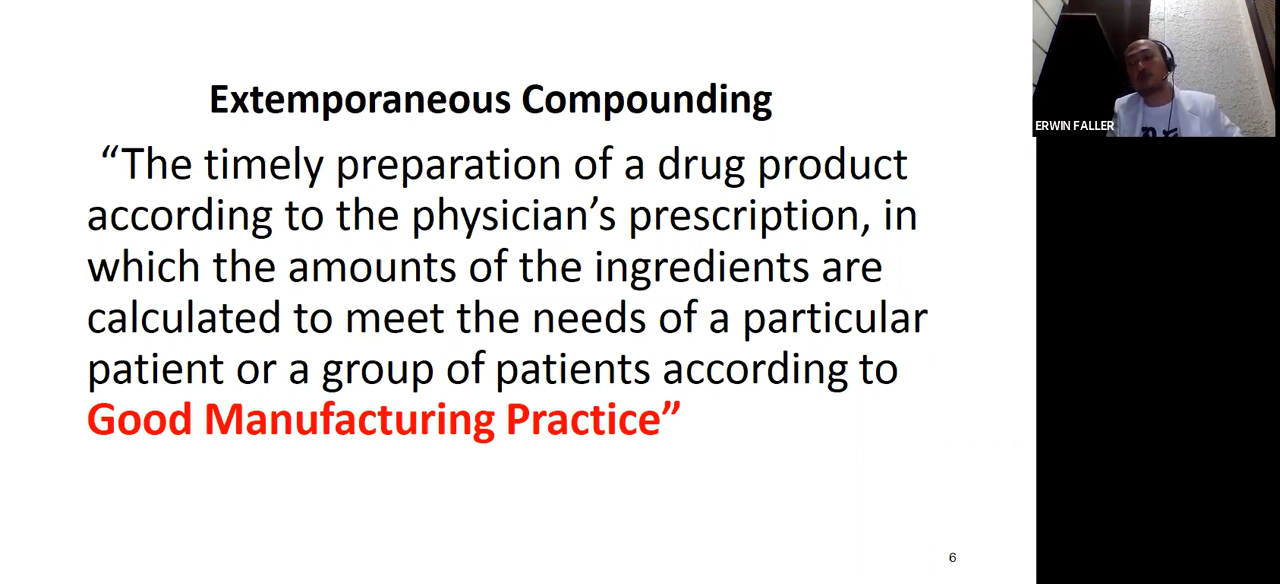 Extemporaneous Compounding
“The timely preparation of a drug product
according to the physician’s prescription, in
which the amounts of the ingredients are
calculated to meet the needs of a particular
patient or a group of patients according to
Good Manufacturing Practice”
6
ERWIN FALLER